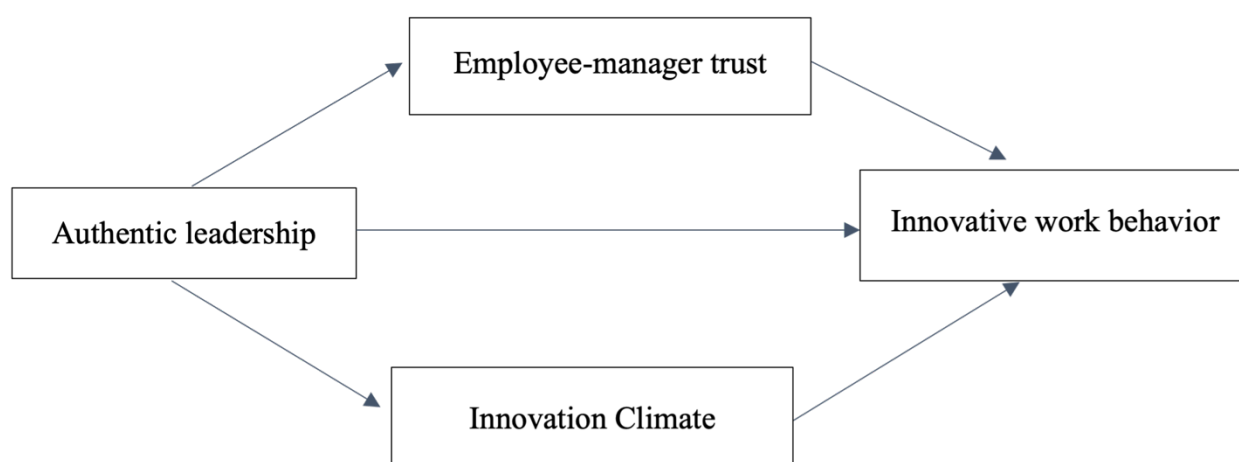 Employee-manager trust
Authentic leadership
Innovative work behavior
Innovation Climate